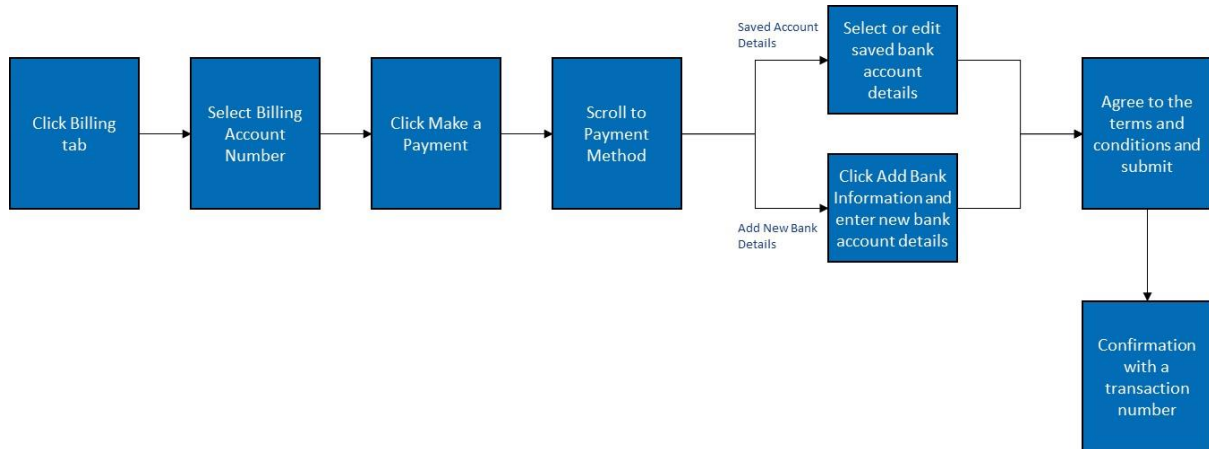 Click Billing
tab
Select Billing
Account
Number
Click Make a
Payment
Scroll to
Payment
Method
Saved Account
Details
Select or edit
saved bank
account
details
Add New Bank
Details
Click Add Bank
Information and
enter new bank
account details
Agree to the
terms and
conditions and
submit
Confirmation
with a
transaction
number